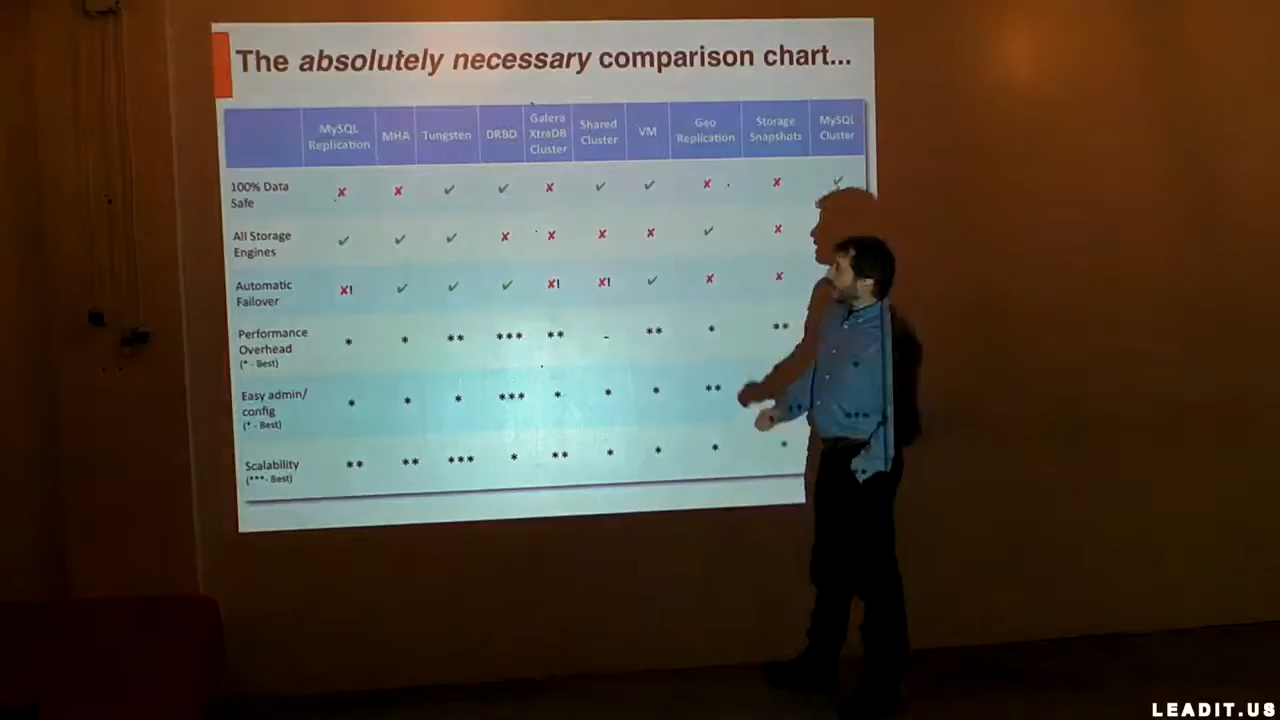 The absolutely necessary comparison chart...
MySQL Replication MHA Tungsten DRBD Galera XtraDB Cluster Shared Cluster VM Geo Replication Storage Snapshots MySQL Cluster
100% Data Safe ✘ ✘ ✓ ✓ ✘ ✓ ✓ ✘ ✘ ✓
All Storage Engines ✓ ✓ ✓ ✘ ✘ ✘ ✘ ✓ ✘
Automatic Failover ✘! ✓ ✓ ✓ ✘! ✘! ✓ ✘ ✘
Performance Overhead (* - Best) * * ** *** ** - ** * **
Easy admin/ config (* - Best) * * * *** * * * **
Scalability (***- Best) ** ** *** * ** * * * *
LEADIT.US